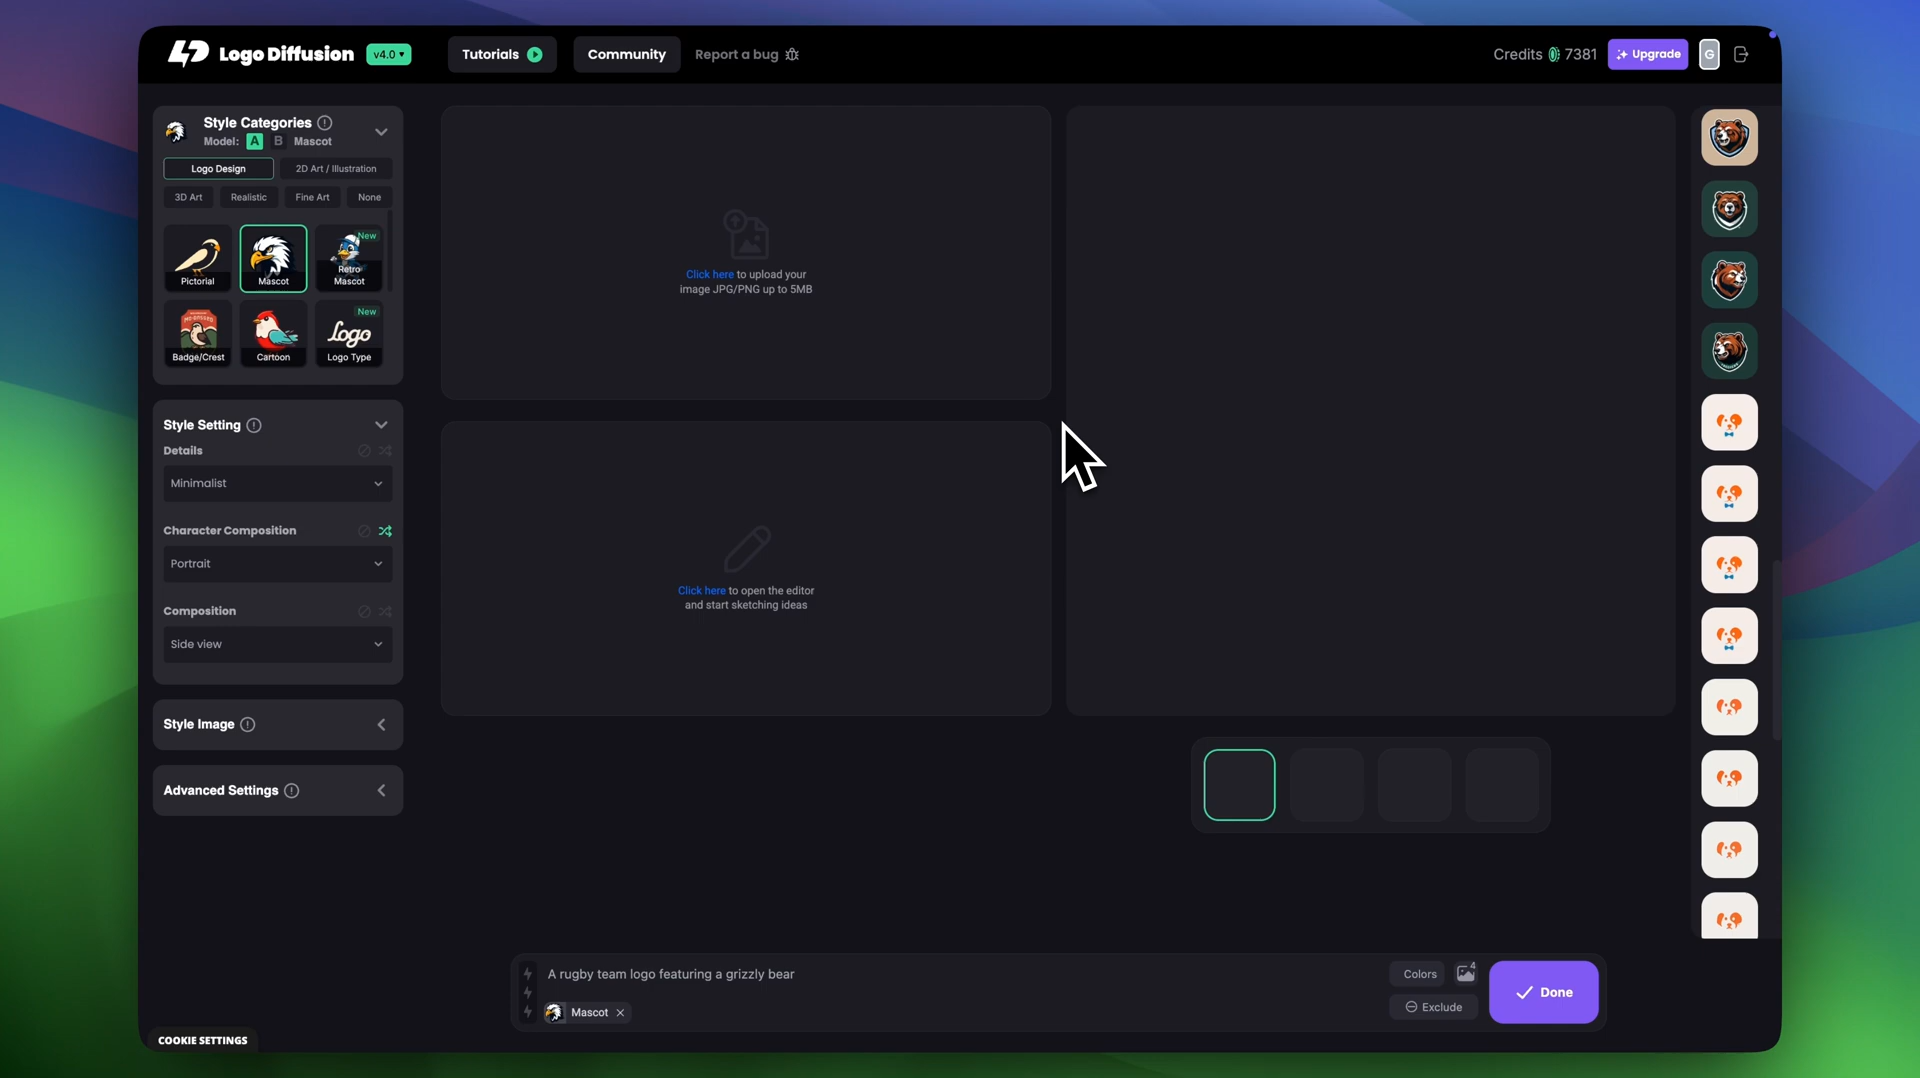 Logo Diffusion
v4.0
Tutorials
Community
Report a bug
Credits 7381
Upgrade
G
Style Categories
Model: A B Mascot
Logo Design
2D Art / Illustration
3D Art
Realistic
Fine Art
None
Pictorial
Mascot
New
Retro
Mascot
Badge/Crest
Cartoon
New
Logo
Logo Type
Style Setting
Details
Minimalist
Character Composition
Portrait
Composition
Side view
Style Image
Advanced Settings
Click here to upload your
image JPG/PNG up to 5MB
Click here to open the editor
and start sketching ideas
A rugby team logo featuring a grizzly bear
Mascot
Colors
4
Exclude
Done
COOKIE SETTINGS